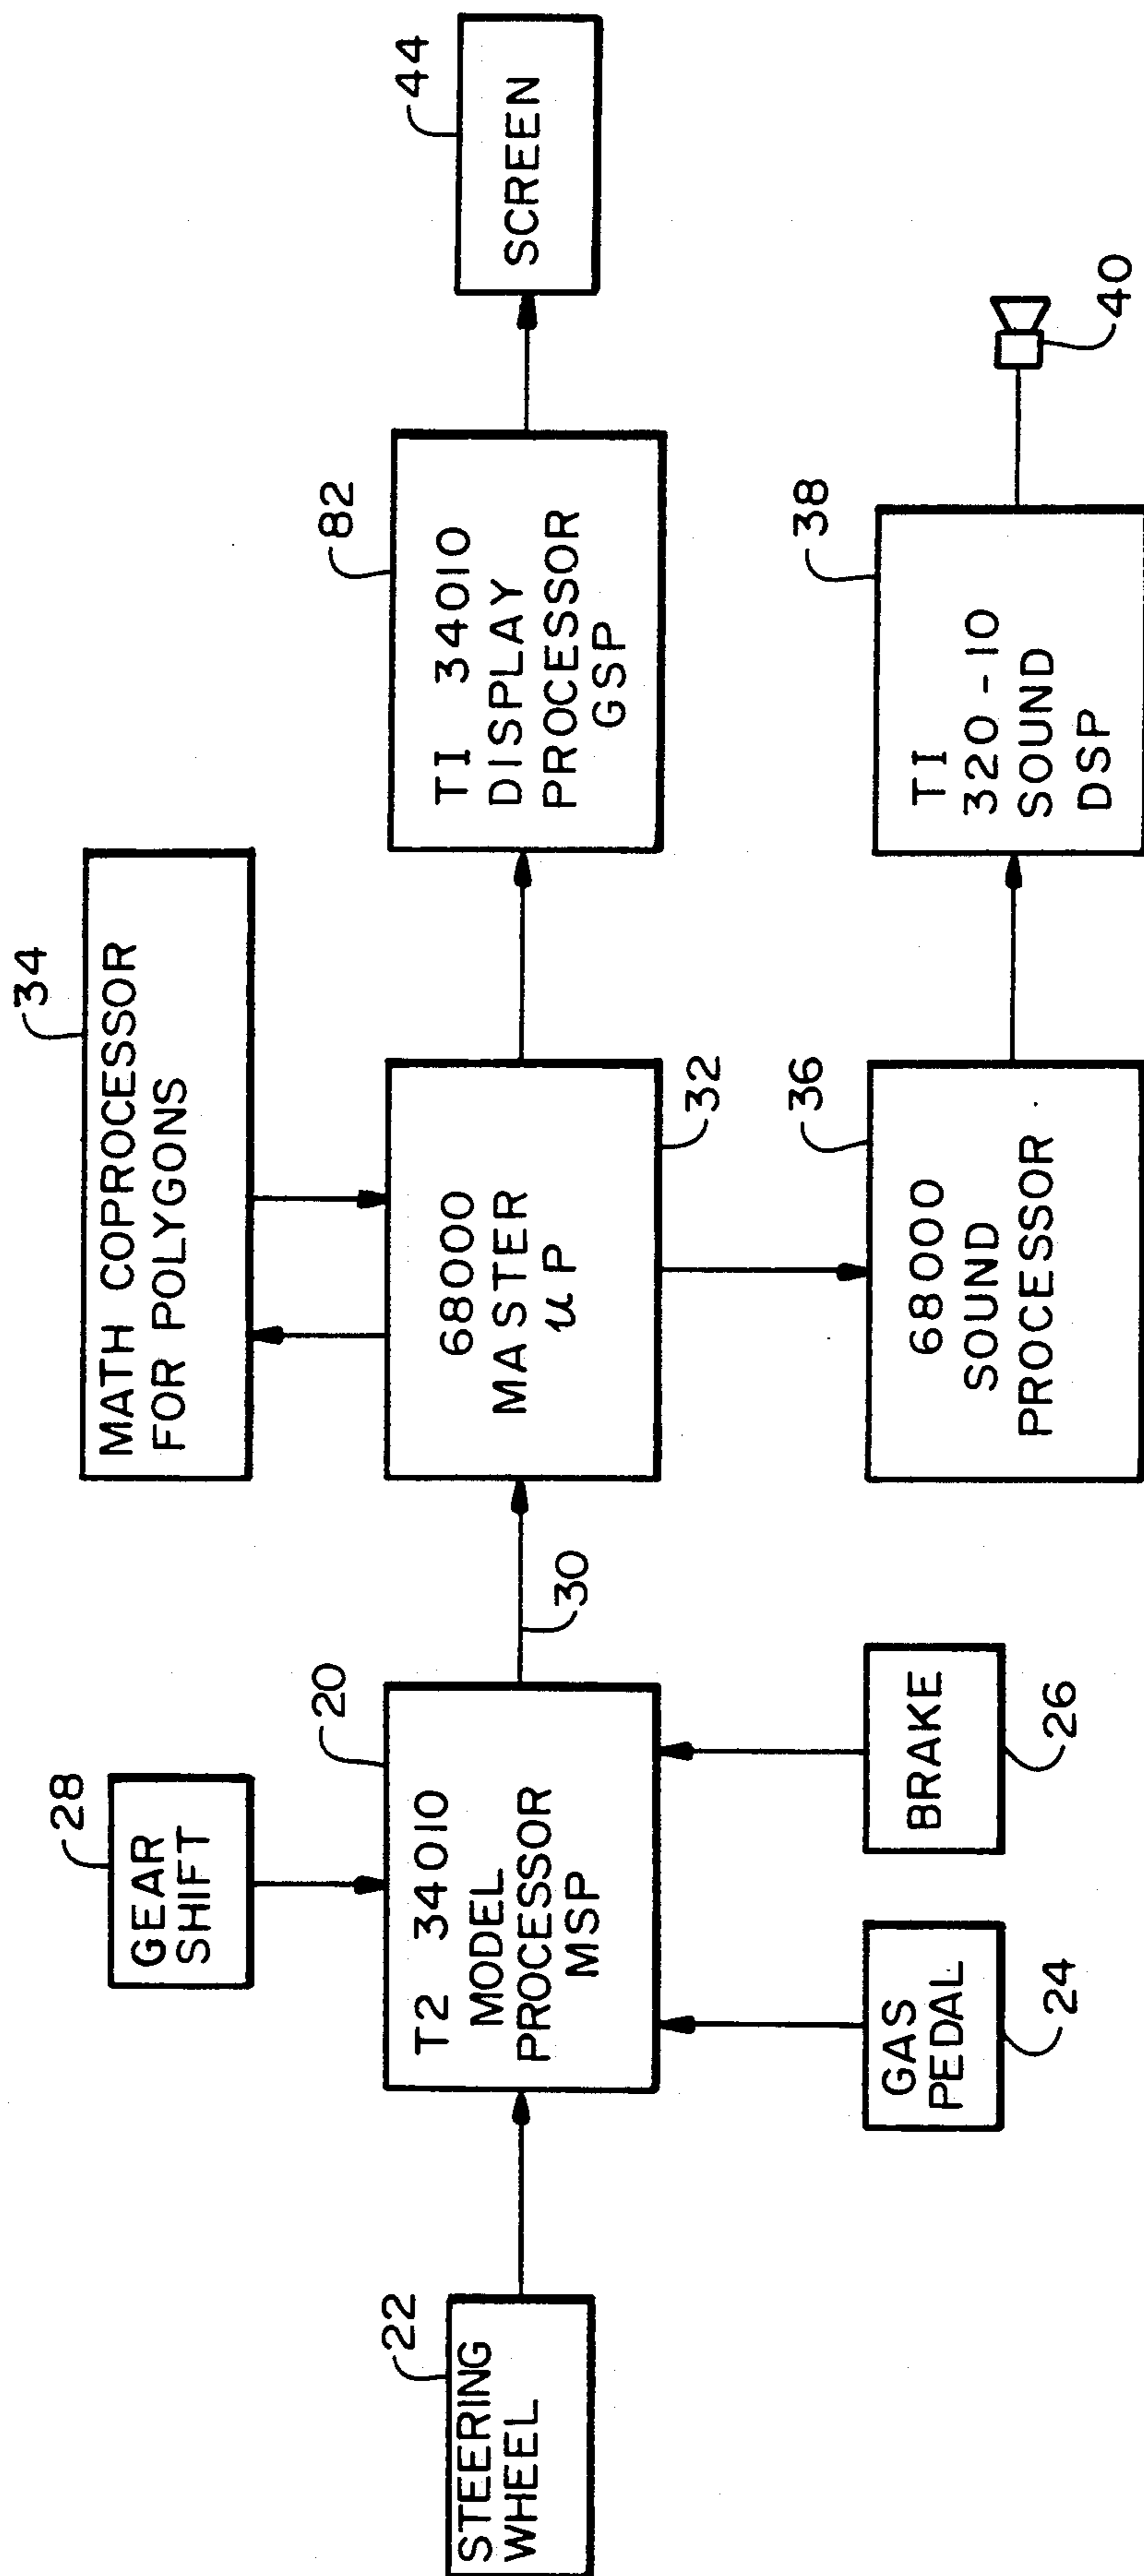 22
STEERING
WHEEL
28
GEAR
SHIFT
20
T2 34010
MODEL
PROCESSOR
MSP
GAS
PEDAL
24
BRAKE
26
30
34
MATH COPROCESSOR
FOR POLYGONS
68000
MASTER
µP
32
36
68000
SOUND
PROCESSOR
82
TI 34010
DISPLAY
PROCESSOR
GSP
38
TI
320-10
SOUND
DSP
44
SCREEN
40